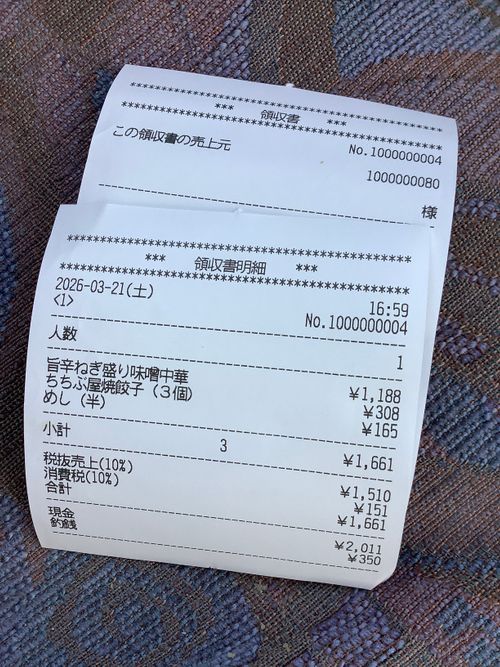 ************************************************
*** 領収書 ***
************************************************
この領収書の売上元 No.1000000004
1000000080
様
************************************************
*** 領収書明細 ***
************************************************
2026-03-21(土) 16:59
<1> No.1000000004
人数 1
旨辛ねぎ盛り味噌中華 ¥1,188
ちちぶ屋焼餃子(3個) ¥308
めし(半) ¥165
小計 3 ¥1,661
税抜売上(10%) ¥1,510
消費税(10%) ¥151
合計 ¥1,661
現金 ¥2,011
釣銭 ¥350